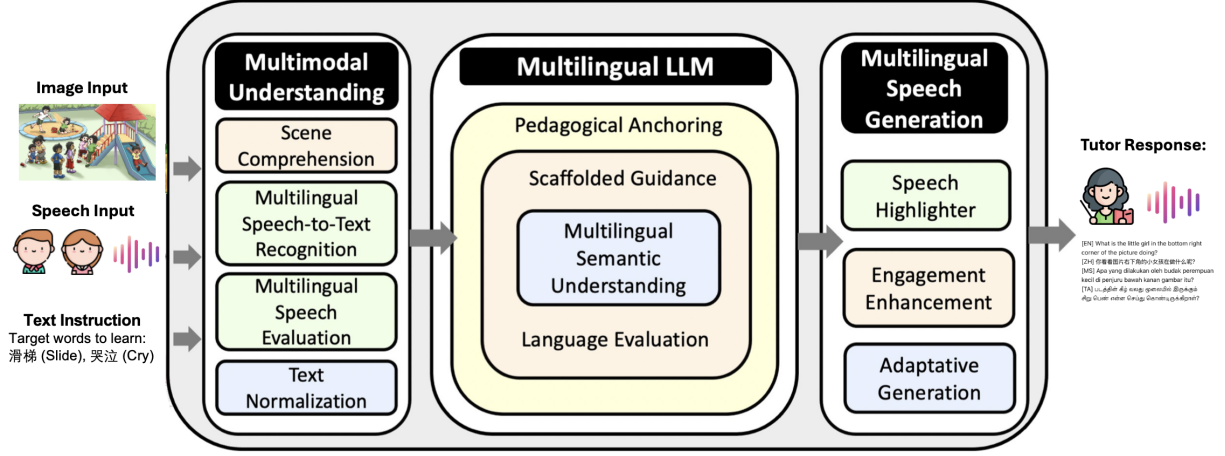 Image Input
Speech Input
Text Instruction
Target words to learn:
滑梯 (Slide), 哭泣 (Cry)
Multimodal
Understanding
Scene
Comprehension
Multilingual
Speech-to-Text
Recognition
Multilingual
Speech
Evaluation
Text
Normalization
Multilingual LLM
Pedagogical Anchoring
Scaffolded Guidance
Multilingual
Semantic
Understanding
Language Evaluation
Multilingual
Speech
Generation
Speech
Highlighter
Engagement
Enhancement
Adaptative
Generation
Tutor Response:
[EN] What is the little girl in the bottom right
corner of the picture doing?
[ZH] 你看看图片右下角的小女孩在做什么呢?
[MS] Apa yang dilakukan oleh budak perempuan
kecil di penjuru bawah kanan gambar itu?
[TA] படத்தின் கீழ் வலது மூலையில் இருக்கும்
சிறு பெண் என்ன செய்து கொண்டிருக்கிறாள்?